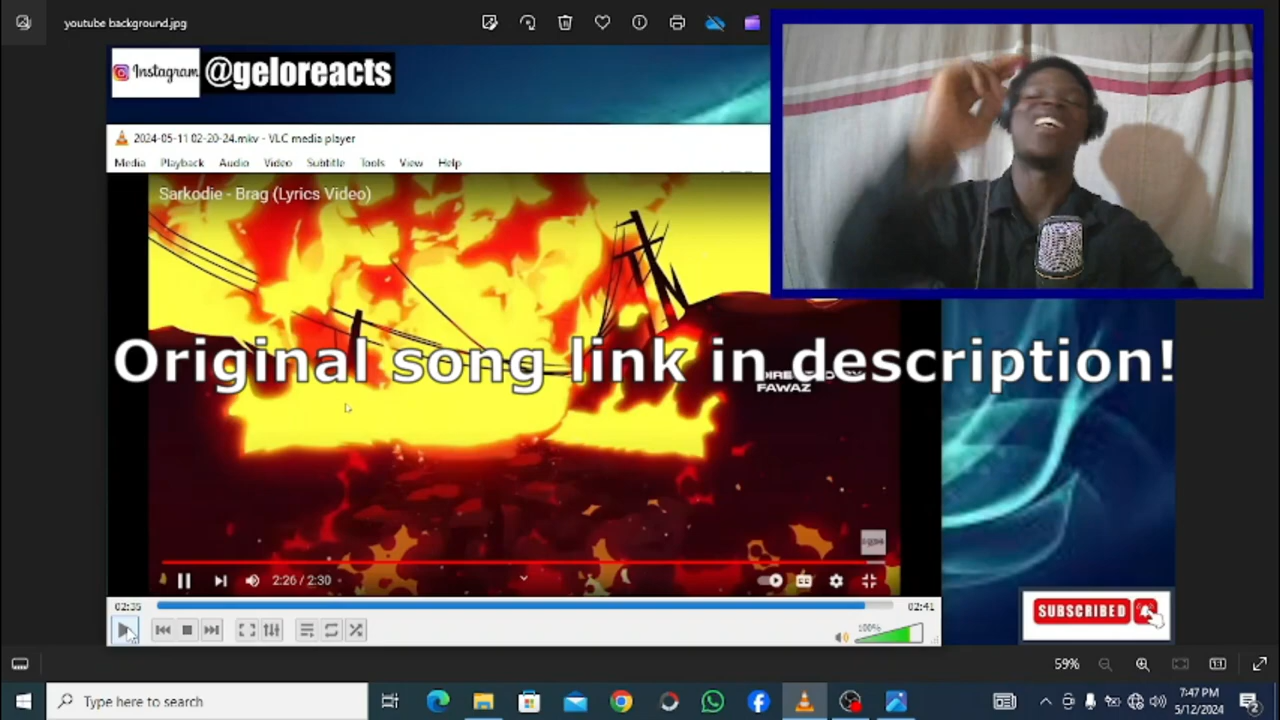 youtube background.jpg
Instagram
@geloreacts
2024-05-11 02-20-24.mkv - VLC media player
Media Playback Audio Video Subtitle Tools View Help
Sarkodie - Brag (Lyrics Video)
Original song link in description!
FAWAZ
2:26 / 2:30
02:35
02:41
100%
SUBSCRIBED
59%
Type here to search
7:47 PM
5/12/2024
2